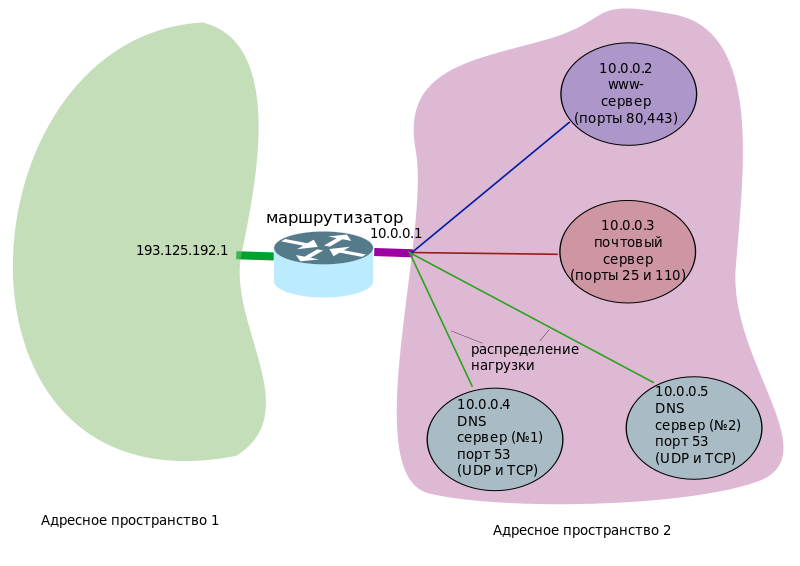 10.0.0.2
www-
сервер
(порты 80,443)
маршрутизатор
10.0.0.1
193.125.192.1
10.0.0.3
почтовый
сервер
(порты 25 и 110)
распределение
нагрузки
10.0.0.4
DNS
сервер (№1)
порт 53
(UDP и TCP)
10.0.0.5
DNS
сервер (№2)
порт 53
(UDP и TCP)
Адресное пространство 1
Адресное пространство 2